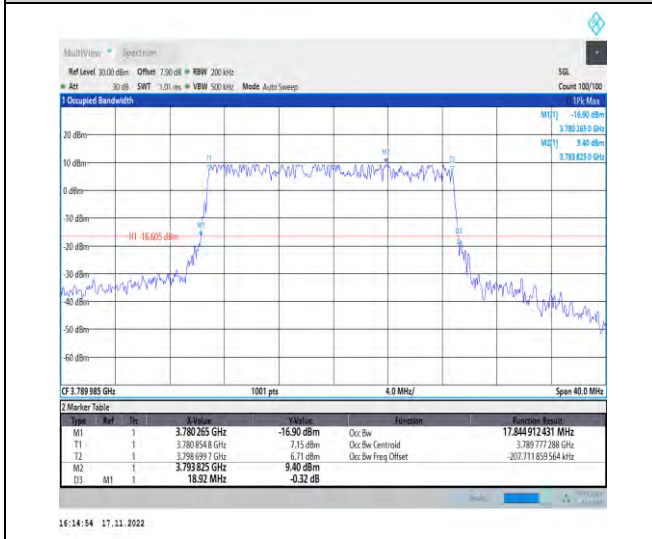 MultiView Spectrum
Ref Level 30.00 dBm Offset 7.50 dB RBW 200 kHz SGL
Att 30 dB SWT 1.01 ms VBW 500 kHz Mode Auto Sweep Count 100/100
1 Occupied Bandwidth 1Pk Max
M1[1] -16.90 dBm
3.780 265 0 GHz
M2[1] 9.40 dBm
3.793 825 0 GHz
20 dBm
T1 M2 T2
10 dBm
0 dBm
-10 dBm
M1 D3
H1 -16.605 dBm
-20 dBm
-30 dBm
-40 dBm
-50 dBm
-60 dBm
CF 3.789 985 GHz 1001 pts 4.0 MHz/ Span 40.0 MHz
2 Marker Table
Type Ref Trc X-Value Y-Value Function Function Result
M1 1 3.780 265 GHz -16.90 dBm Occ Bw 17.844 912 431 MHz
T1 1 3.780 854 8 GHz 7.15 dBm Occ Bw Centroid 3.789 777 288 GHz
T2 1 3.798 699 7 GHz 6.71 dBm Occ Bw Freq Offset -207.711 859 564 kHz
M2 1 3.793 825 GHz 9.40 dBm
D3 M1 1 18.92 MHz -0.32 dB
16:14:54 17.11.2022